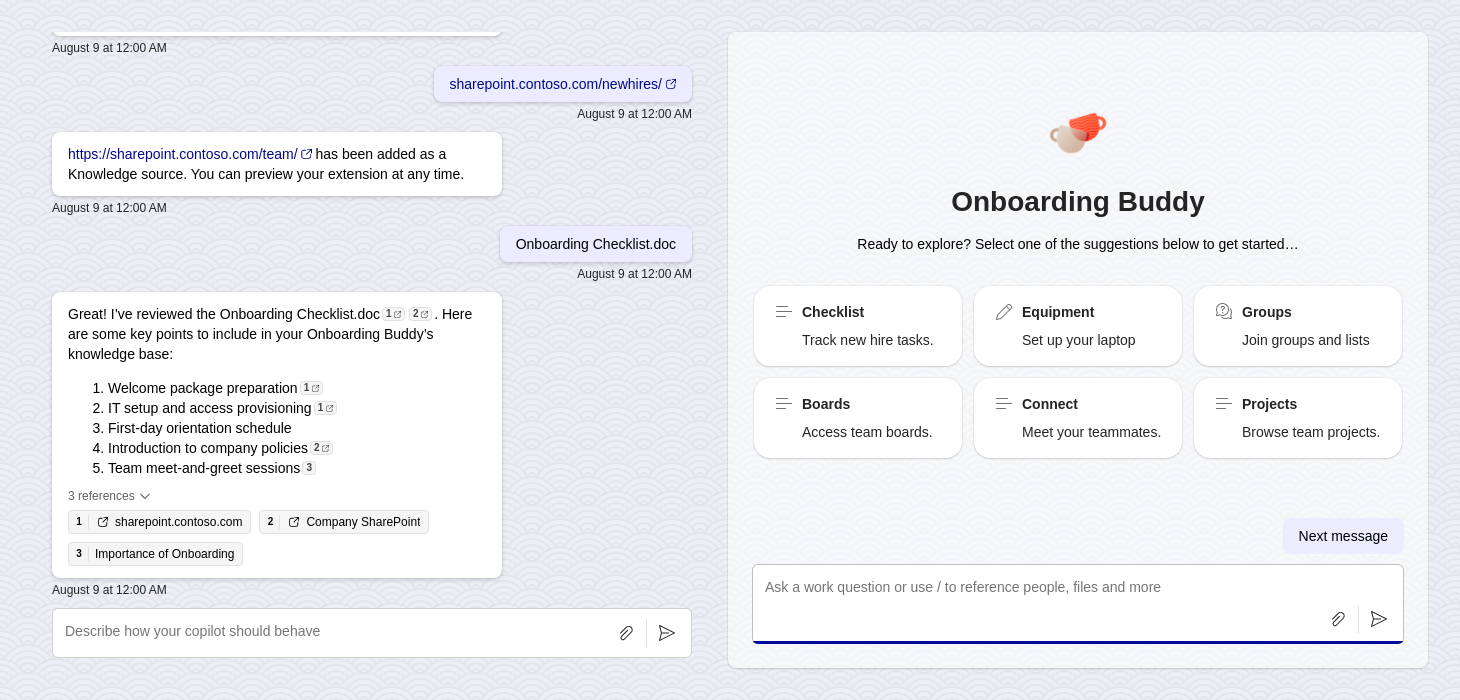 August 9 at 12:00 AM
sharepoint.contoso.com/newhires/
August 9 at 12:00 AM
https://sharepoint.contoso.com/team/ has been added as a
Knowledge source. You can preview your extension at any time.
August 9 at 12:00 AM
Onboarding Checklist.doc
August 9 at 12:00 AM
Great! I've reviewed the Onboarding Checklist.doc 1 2 . Here
are some key points to include in your Onboarding Buddy's
knowledge base:
1. Welcome package preparation 1
2. IT setup and access provisioning 1
3. First-day orientation schedule
4. Introduction to company policies 2
5. Team meet-and-greet sessions 3
3 references
1 sharepoint.contoso.com 2 Company SharePoint
3 Importance of Onboarding
August 9 at 12:00 AM
Describe how your copilot should behave
Onboarding Buddy
Ready to explore? Select one of the suggestions below to get started…
Checklist
Track new hire tasks.
Equipment
Set up your laptop
Groups
Join groups and lists
Boards
Access team boards.
Connect
Meet your teammates.
Projects
Browse team projects.
Next message
Ask a work question or use / to reference people, files and more